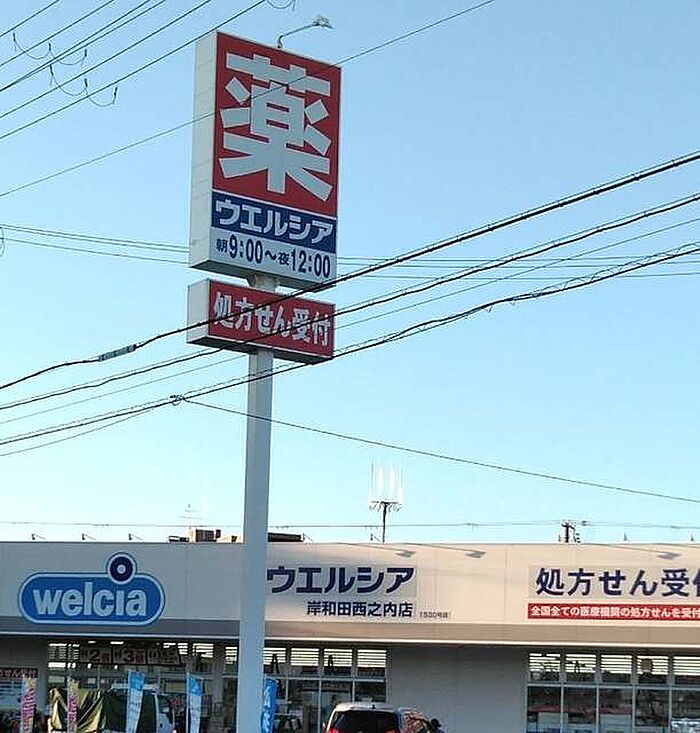 薬
ウエルシア
朝9:00～夜12:00
処方せん受付
welcia
ウエルシア
岸和田西之内店
処方せん受
全国全ての医療機関の処方せんを受付